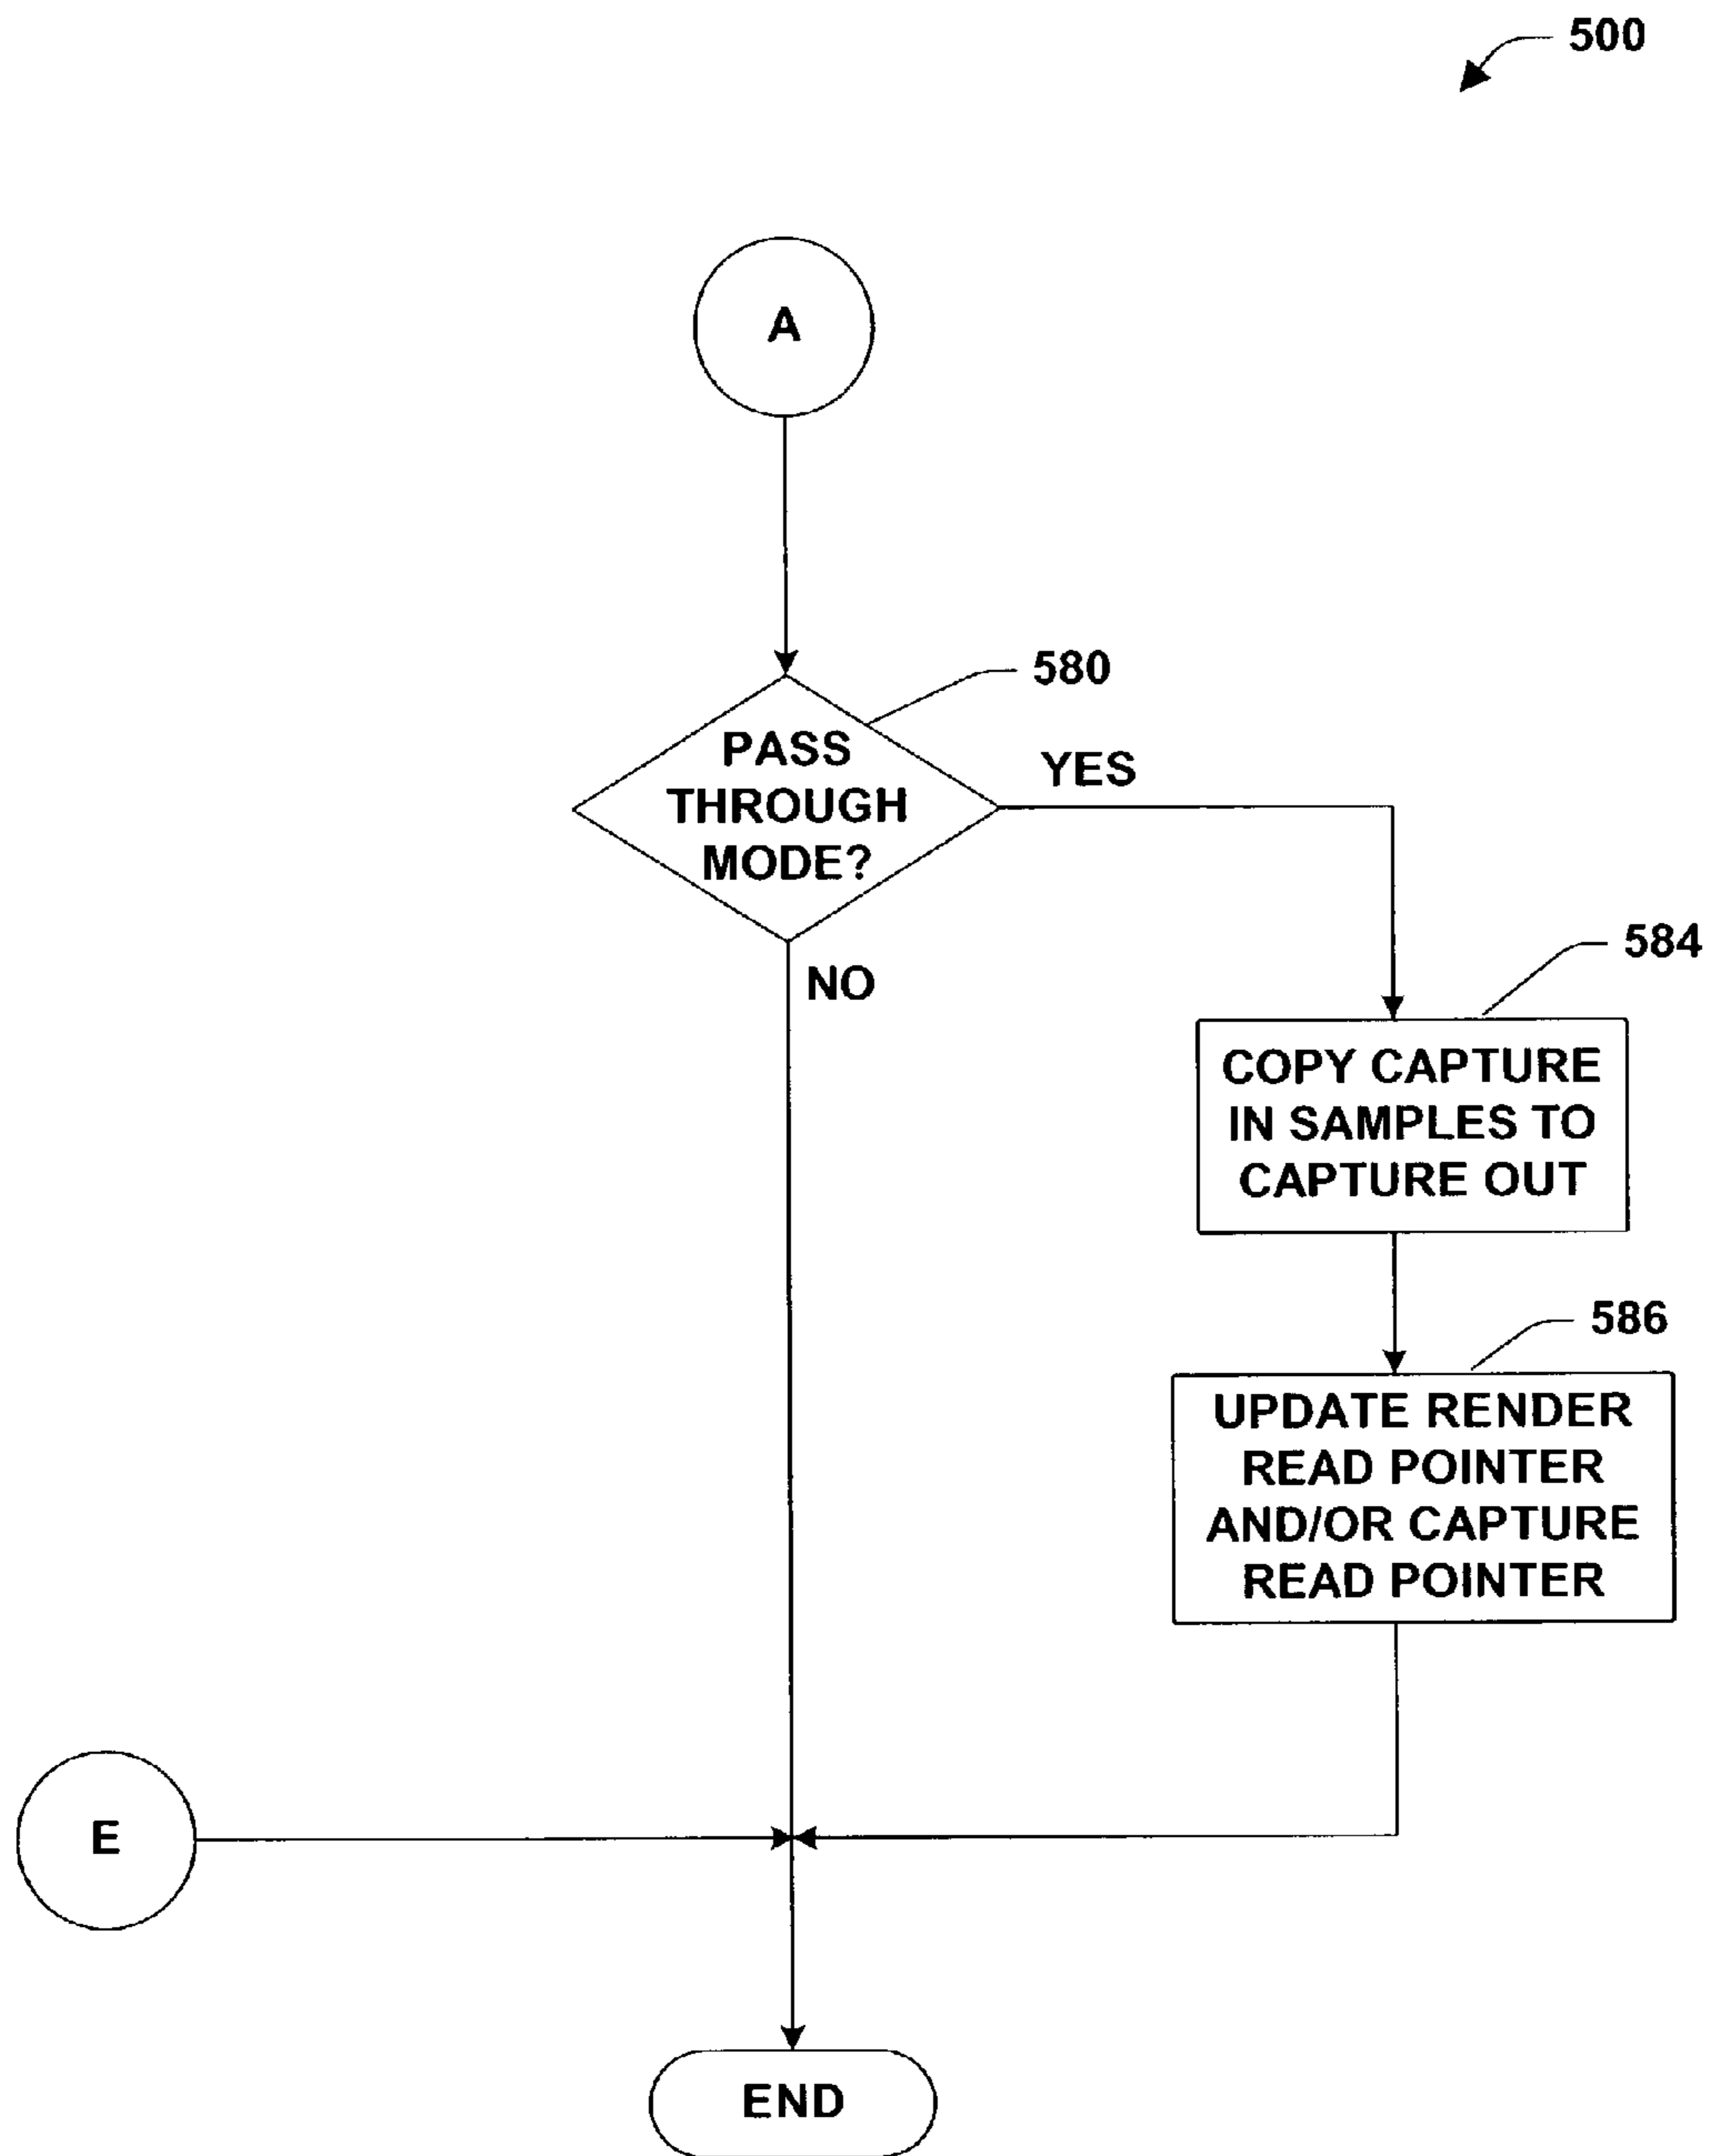 500
A
580
PASS
THROUGH
MODE?
YES
NO
584
COPY CAPTURE
IN SAMPLES TO
CAPTURE OUT
586
UPDATE RENDER
READ POINTER
AND/OR CAPTURE
READ POINTER
E
END